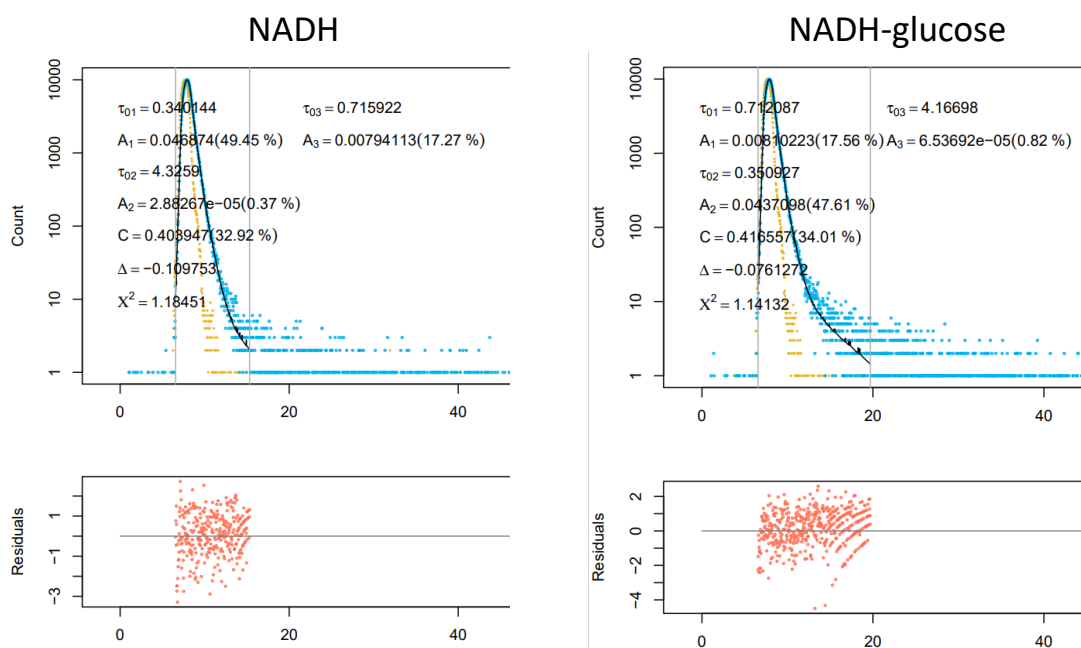 NADH
NADH-glucose
10000
1000
100
10
1
Count
τ01 = 0.340144
τ03 = 0.715922
A1 = 0.046874(49.45 %)
A3 = 0.00794113(17.27 %)
τ02 = 4.3259
A2 = 2.88267e−05(0.37 %)
C = 0.403947(32.92 %)
Δ = −0.109753
X² = 1.18451
0
20
40
10000
1000
100
10
1
Count
τ01 = 0.712087
τ03 = 4.16698
A1 = 0.00810223(17.56 %)
A3 = 6.53692e−05(0.82 %)
τ02 = 0.350927
A2 = 0.0437098(47.61 %)
C = 0.416557(34.01 %)
Δ = −0.0761272
X² = 1.14132
0
20
40
Residuals
1
−1
−3
0
20
40
Residuals
2
0
−2
−4
0
20
40